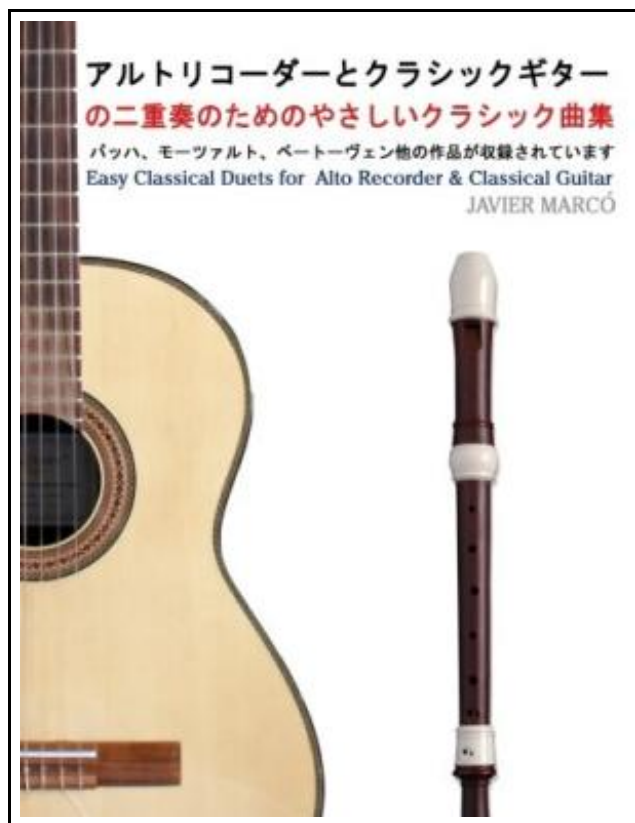 アルトリコーダーとクラシックギター
の二重奏のためのやさしいクラシック曲集
バッハ、モーツァルト、ベートーヴェン他の作品が収録されています
Easy Classical Duets for Alto Recorder & Classical Guitar
JAVIER MARCÓ